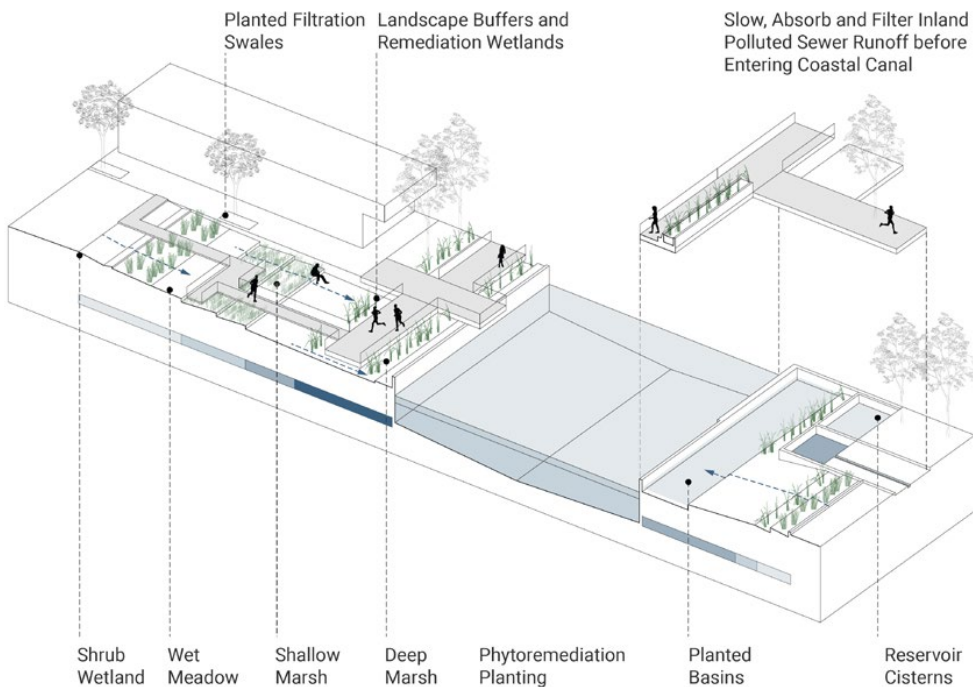 Planted Filtration
Swales
Landscape Buffers and
Remediation Wetlands
Slow, Absorb and Filter Inland
Polluted Sewer Runoff before
Entering Coastal Canal
Shrub
Wetland
Wet
Meadow
Shallow
Marsh
Deep
Marsh
Phytoremediation
Planting
Planted
Basins
Reservoir
Cisterns